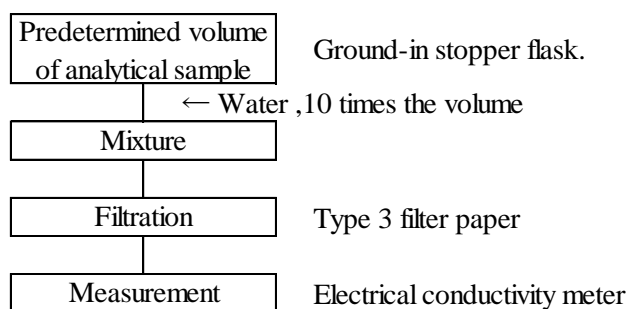 Predetermined volume
of analytical sample
Ground-in stopper flask.
← Water ,10 times the volume
Mixture
Filtration
Type 3 filter paper
Measurement
Electrical conductivity meter